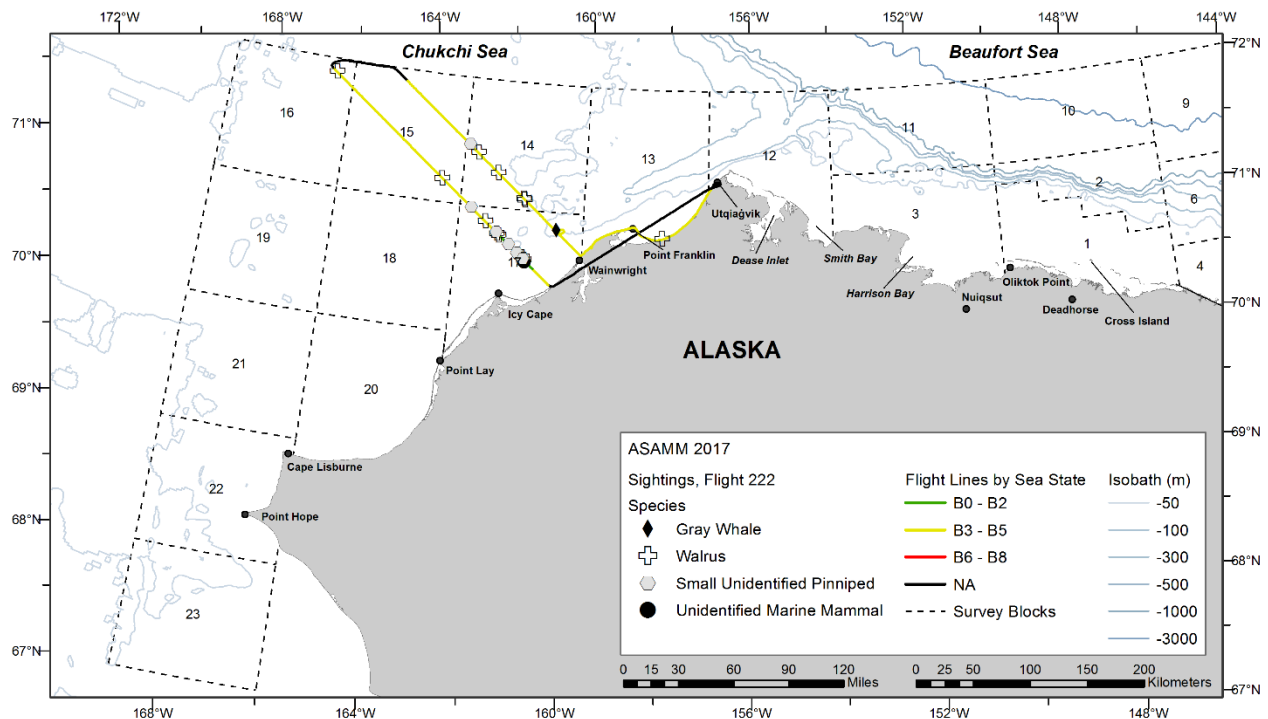 172°W 168°W 164°W 160°W 156°W 152°W 148°W 144°W
Chukchi Sea
Beaufort Sea
72°N
71°N
70°N
69°N
68°N
67°N
72°N
71°N
70°N
69°N
68°N
67°N
16
15
14
13
12
11
10
9
2
6
3
1
4
19
18
17
21
20
22
23
Utqiaġvik
Wainwright
Point Franklin
Dease Inlet
Smith Bay
Harrison Bay
Oliktok Point
Nuiqsut
Deadhorse
Cross Island
Icy Cape
Point Lay
ALASKA
Cape Lisburne
Point Hope
ASAMM 2017
Sightings, Flight 222
Species
Gray Whale
Walrus
Small Unidentified Pinniped
Unidentified Marine Mammal
Flight Lines by Sea State
B0 - B2
B3 - B5
B6 - B8
NA
Survey Blocks
Isobath (m)
-50
-100
-300
-500
-1000
-3000
0 15 30 60 90 120
Miles
0 25 50 100 150 200
Kilometers
168°W 164°W 160°W 156°W 152°W 148°W